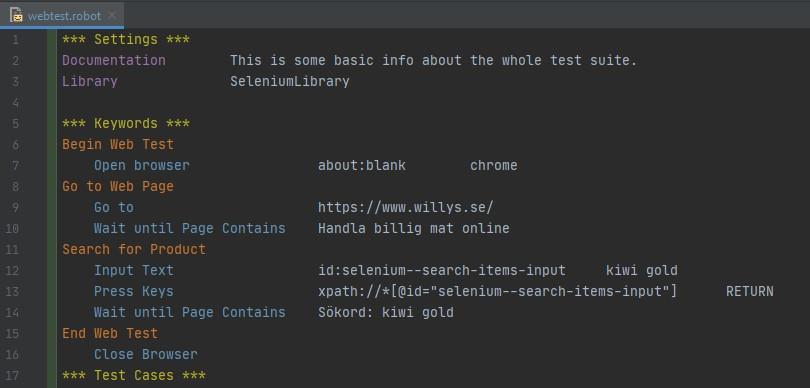 webtest.robot
1 *** Settings ***
2 Documentation This is some basic info about the whole test suite.
3 Library SeleniumLibrary
4
5 *** Keywords ***
6 Begin Web Test
7 Open browser about:blank chrome
8 Go to Web Page
9 Go to https://www.willys.se/
10 Wait until Page Contains Handla billig mat online
11 Search for Product
12 Input Text id:selenium--search-items-input kiwi gold
13 Press Keys xpath://*[@id="selenium--search-items-input"] RETURN
14 Wait until Page Contains Sökord: kiwi gold
15 End Web Test
16 Close Browser
17 *** Test Cases ***